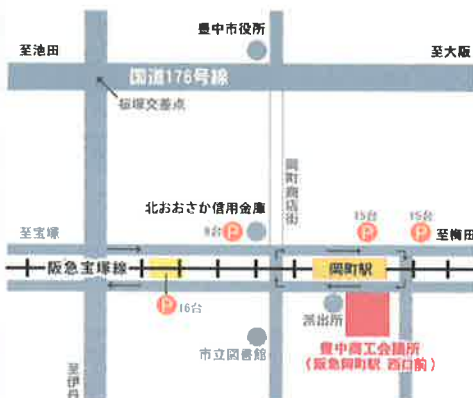 豊中市役所
至池田
至大阪
国道176号線
桜塚交差点
岡町商店街
北おおさか信用金庫
8台 P
15台
P
15台
P
至宝塚
至梅田
阪急宝塚線
岡町駅
P 16台
派出所
市立図書館
豊中商工会議所
(阪急岡町駅 西口前)
至伊丹